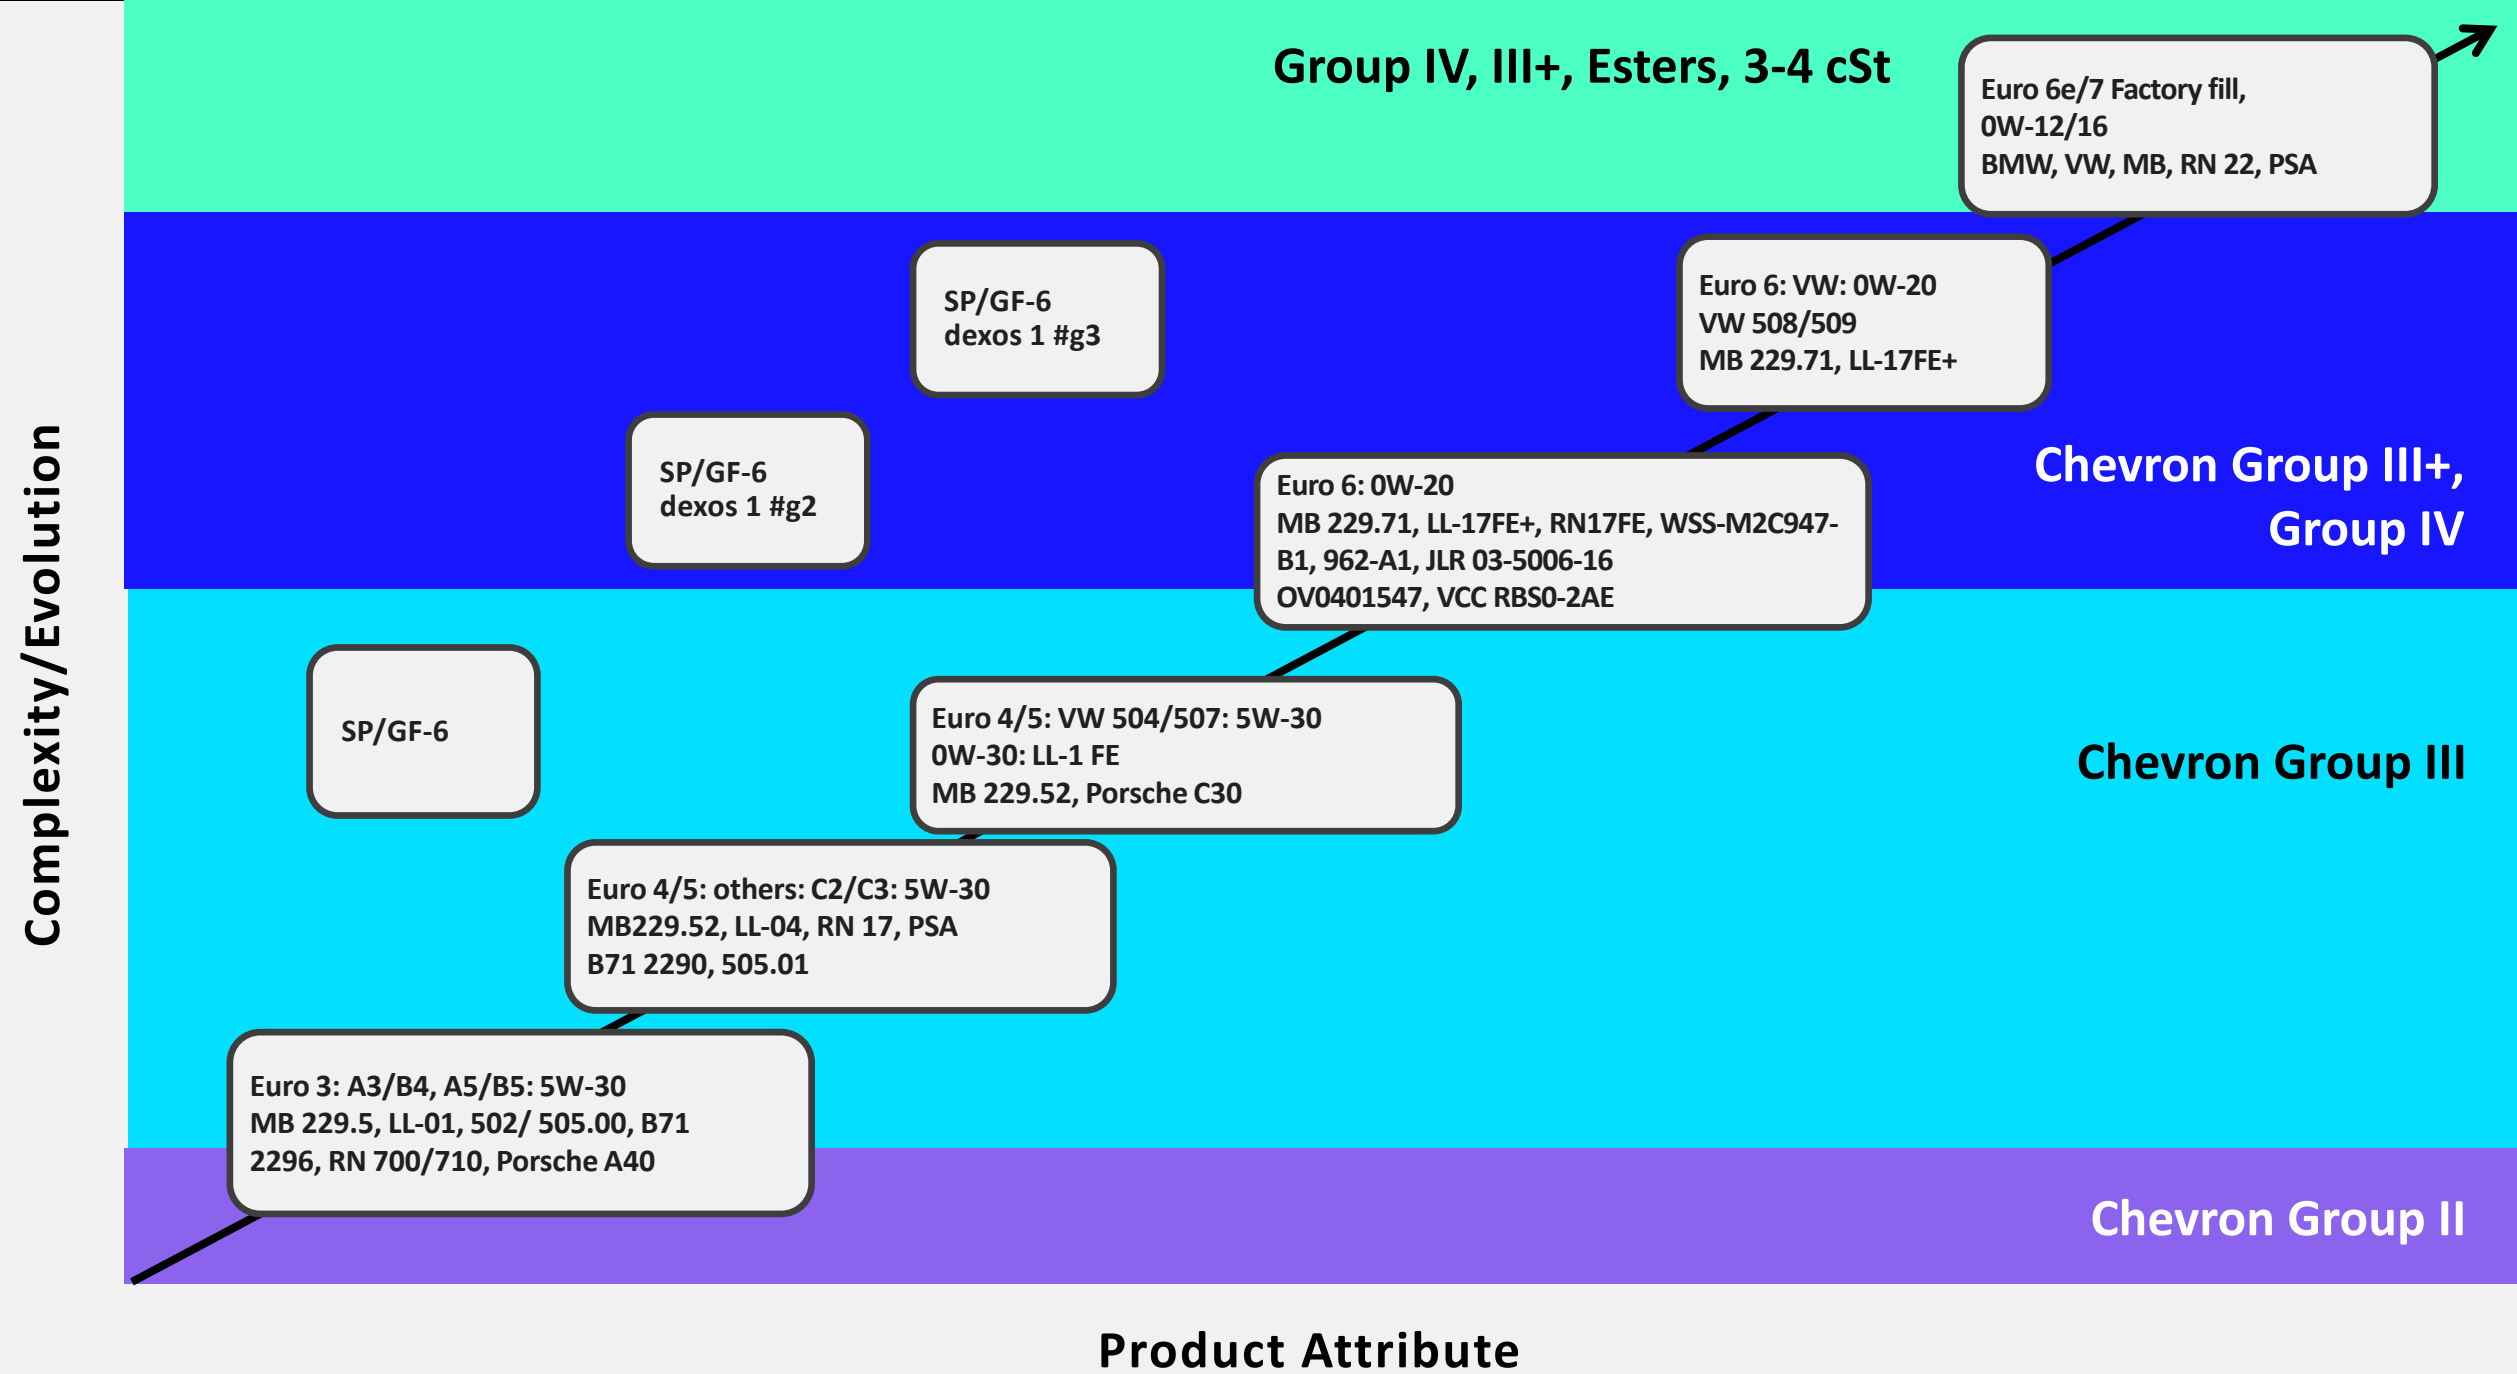 Group IV, III+, Esters, 3-4 cSt
Euro 6e/7 Factory fill,
0W-12/16
BMW, VW, MB, RN 22, PSA
SP/GF-6
dexos 1 #g3
Euro 6: VW: 0W-20
VW 508/509
MB 229.71, LL-17FE+
SP/GF-6
dexos 1 #g2
Euro 6: 0W-20
MB 229.71, LL-17FE+, RN17FE, WSS-M2C947-
B1, 962-A1, JLR 03-5006-16
OV0401547, VCC RBS0-2AE
Chevron Group III+,
Group IV
Complexity/Evolution
SP/GF-6
Euro 4/5: VW 504/507: 5W-30
0W-30: LL-1 FE
MB 229.52, Porsche C30
Chevron Group III
Euro 4/5: others: C2/C3: 5W-30
MB229.52, LL-04, RN 17, PSA
B71 2290, 505.01
Euro 3: A3/B4, A5/B5: 5W-30
MB 229.5, LL-01, 502/ 505.00, B71
2296, RN 700/710, Porsche A40
Chevron Group II
Product Attribute